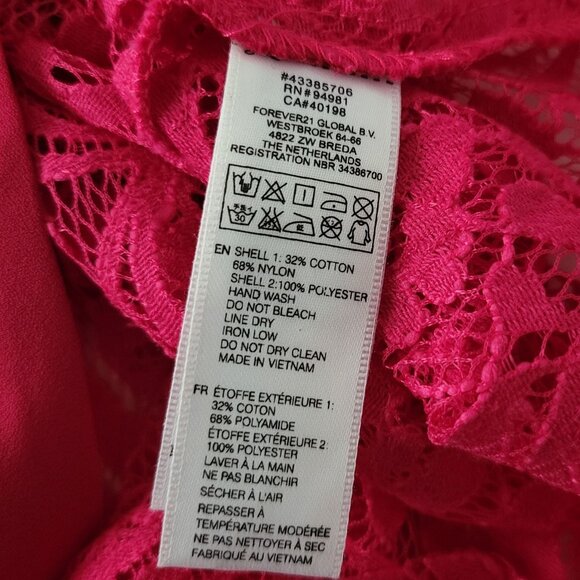 #43385706
RN#94981
CA#40198
FOREVER21 GLOBAL B.V.
WESTBROEK 64-66
4822 ZW BREDA
THE NETHERLANDS
REGISTRATION NBR 34386700
30
EN SHELL 1: 32% COTTON
68% NYLON
SHELL 2:100% POLYESTER
HAND WASH
DO NOT BLEACH
LINE DRY
IRON LOW
DO NOT DRY CLEAN
MADE IN VIETNAM
FR ÉTOFFE EXTÉRIEURE 1:
32% COTON
68% POLYAMIDE
ÉTOFFE EXTÉRIEURE 2:
100% POLYESTER
LAVER À LA MAIN
NE PAS BLANCHIR
SÉCHER À L'AIR
REPASSER À
TEMPÉRATURE MODÉRÉE
NE PAS NETTOYER À SEC
FABRIQUÉ AU VIETNAM